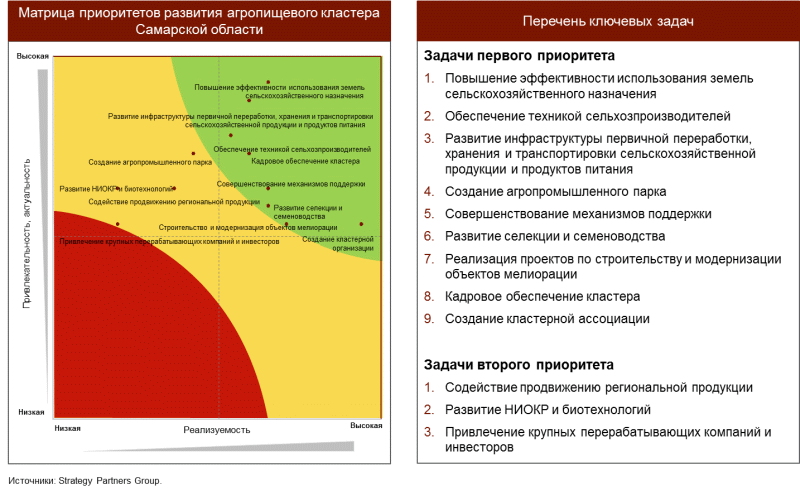 Матрица приоритетов развития агропищевого кластера
Самарской области
Высокая
Повышение эффективности использования земель
сельскохозяйственного назначения
Развитие инфраструктуры первичной переработки, хранения и транспортировки
сельскохозяйственной продукции и продуктов питания
Обеспечение техникой сельхозпроизводителей
Создание агропромышленного парка
Кадровое обеспечение кластера
Развитие НИОКР и биотехнологий
Совершенствование механизмов поддержки
Содействие продвижению региональной продукции
Развитие селекции и
семеноводства
Строительство и модернизация объектов мелиорации
Привлечение крупных перерабатывающих компаний и инвесторов
Создание кластерной
организации
Привлекательность, актуальность
Низкая
Низкая
Реализуемость
Высокая
Перечень ключевых задач
Задачи первого приоритета
1. Повышение эффективности использования земель
сельскохозяйственного назначения
2. Обеспечение техникой сельхозпроизводителей
3. Развитие инфраструктуры первичной переработки,
хранения и транспортировки сельскохозяйственной
продукции и продуктов питания
4. Создание агропромышленного парка
5. Совершенствование механизмов поддержки
6. Развитие селекции и семеноводства
7. Реализация проектов по строительству и модернизации
объектов мелиорации
8. Кадровое обеспечение кластера
9. Создание кластерной ассоциации
Задачи второго приоритета
1. Содействие продвижению региональной продукции
2. Развитие НИОКР и биотехнологий
3. Привлечение крупных перерабатывающих компаний и
инвесторов
Источники: Strategy Partners Group.